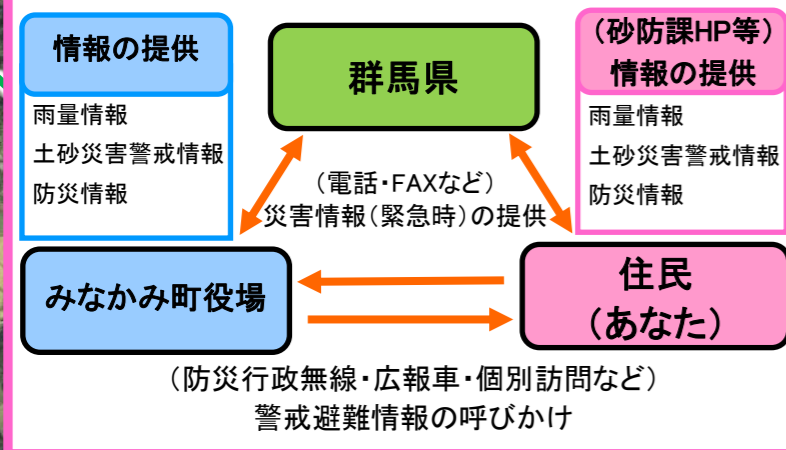 情報の提供
雨量情報
土砂災害警戒情報
防災情報
群馬県
（砂防課HP等）
情報の提供
雨量情報
土砂災害警戒情報
防災情報
（電話・FAXなど）
災害情報（緊急時）の提供
みなかみ町役場
住民
（あなた）
（防災行政無線・広報車・個別訪問など）
警戒避難情報の呼びかけ